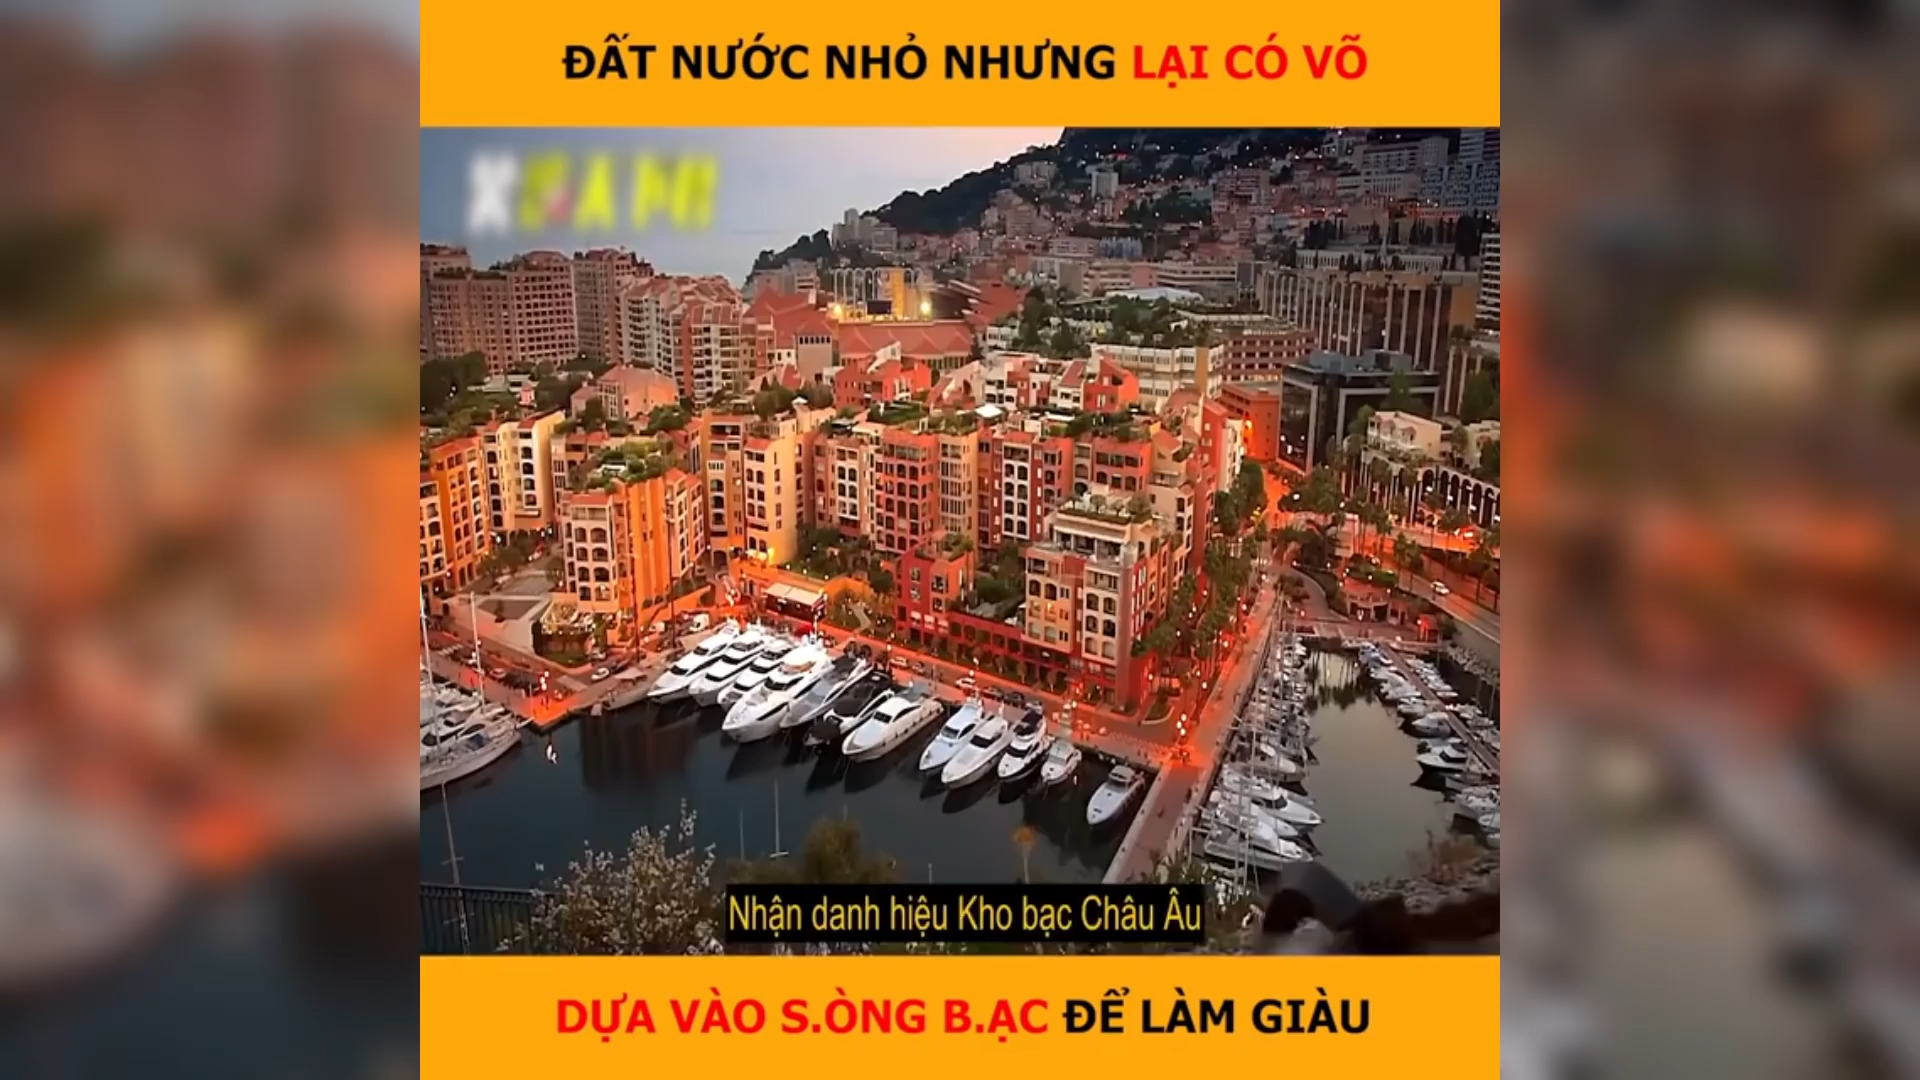 ĐẤT NƯỚC NHỎ NHƯNG LẠI CÓ VÕ
Nhận danh hiệu Kho bạc Châu Âu
DỰA VÀO S.ÒNG B.ẠC ĐỂ LÀM GIÀU